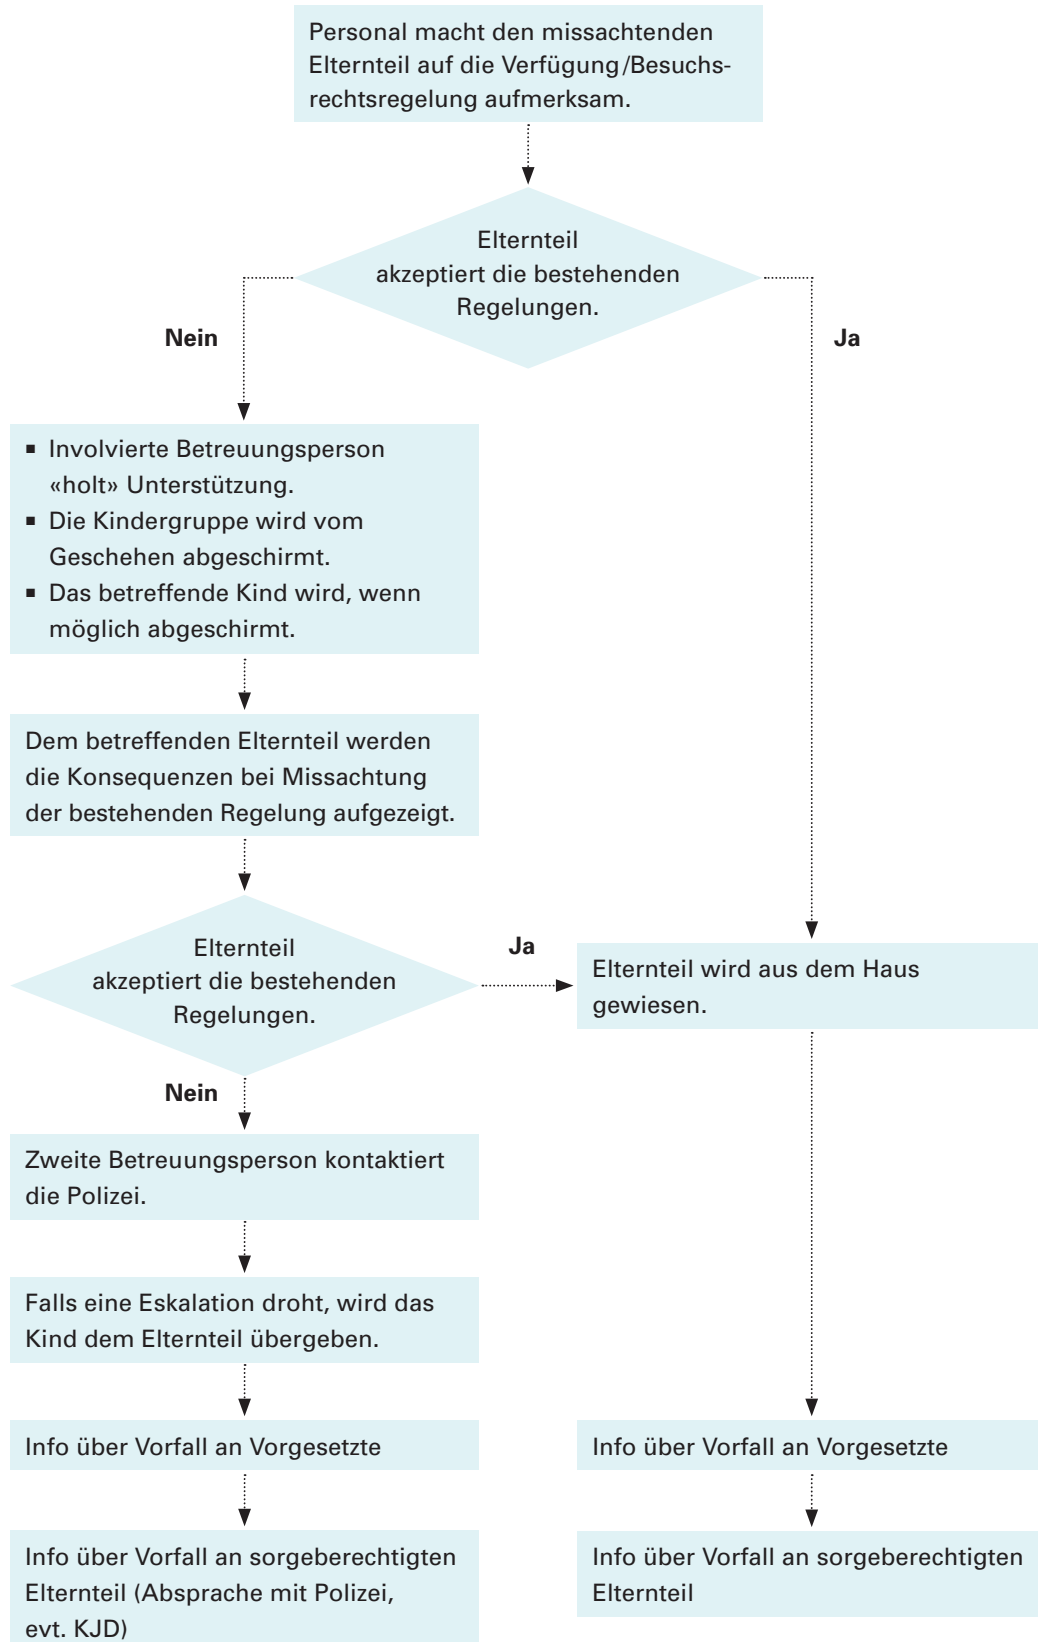 Personal macht den missachtenden
Elternteil auf die Verfügung/Besuchs-
rechtsregelung aufmerksam.
Elternteil
akzeptiert die bestehenden
Regelungen.
Nein
Ja
▪ Involvierte Betreuungsperson
«holt» Unterstützung.
▪ Die Kindergruppe wird vom
Geschehen abgeschirmt.
▪ Das betreffende Kind wird, wenn
möglich abgeschirmt.
Dem betreffenden Elternteil werden
die Konsequenzen bei Missachtung
der bestehenden Regelung aufgezeigt.
Elternteil
akzeptiert die bestehenden
Regelungen.
Ja
Elternteil wird aus dem Haus
gewiesen.
Nein
Zweite Betreuungsperson kontaktiert
die Polizei.
Falls eine Eskalation droht, wird das
Kind dem Elternteil übergeben.
Info über Vorfall an Vorgesetzte
Info über Vorfall an Vorgesetzte
Info über Vorfall an sorgeberechtigten
Elternteil (Absprache mit Polizei,
evt. KJD)
Info über Vorfall an sorgeberechtigten
Elternteil